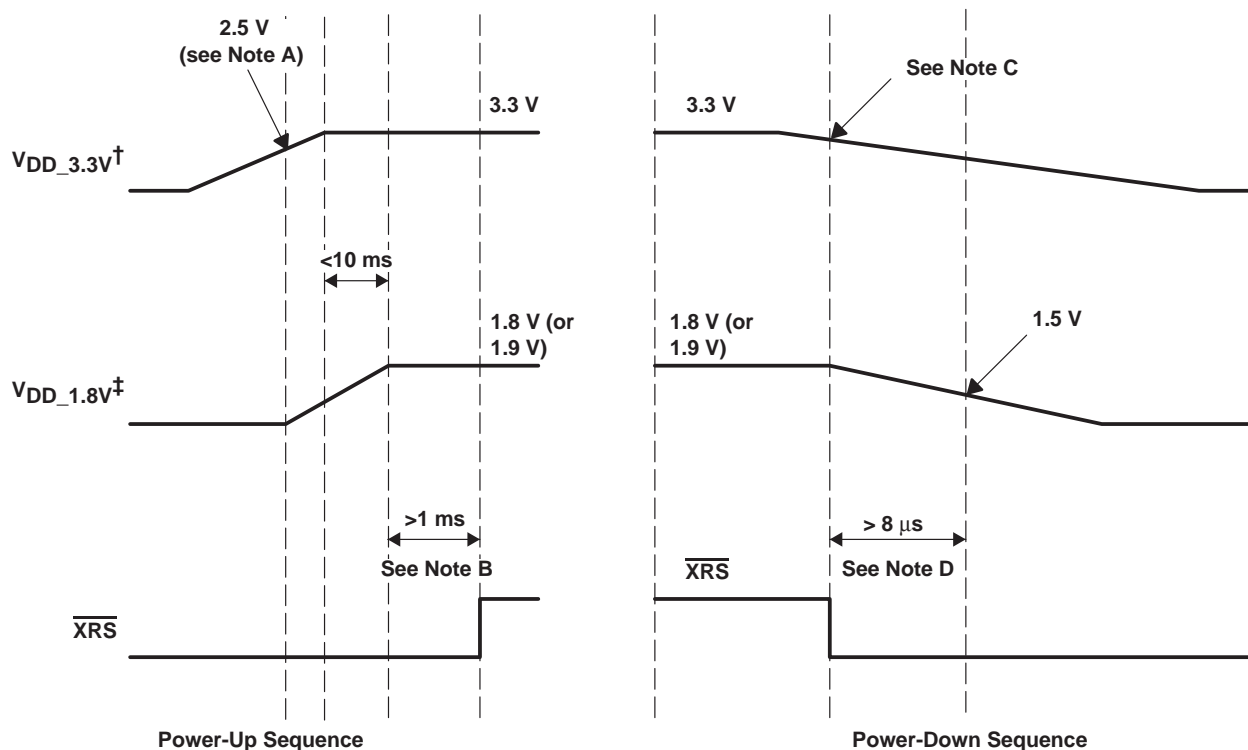 2.5 V
(see Note A)
See Note C
3.3 V
3.3 V
VDD_3.3V†
<10 ms
1.8 V (or
1.9 V)
1.8 V (or
1.9 V)
1.5 V
VDD_1.8V‡
>1 ms
> 8 μs
See Note B
XRS
See Note D
XRS
Power-Up Sequence
Power-Down Sequence